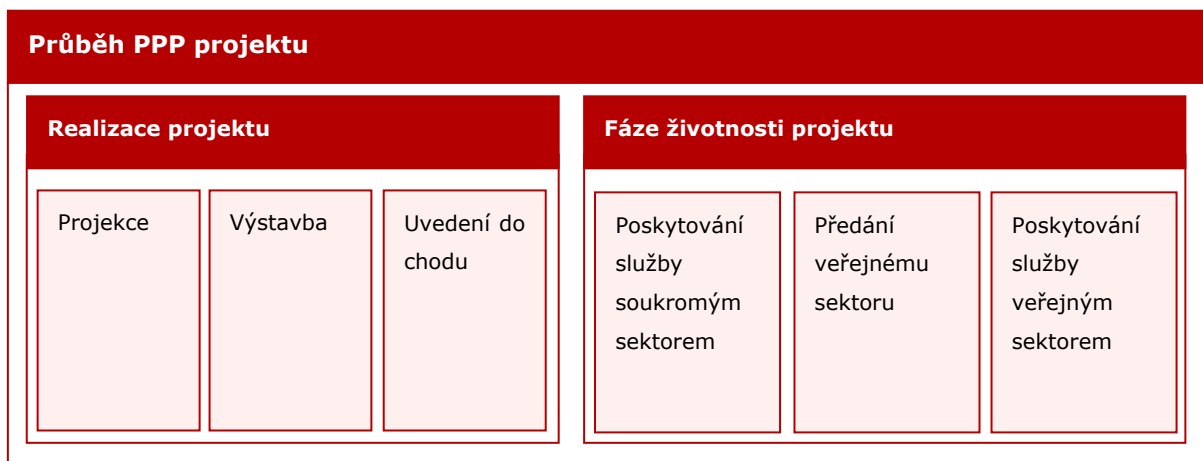 Průběh PPP projektu
Realizace projektu
Projekce
Výstavba
Uvedení do
chodu
Fáze životnosti projektu
Poskytování
služby
soukromým
sektorem
Předání
veřejnému
sektoru
Poskytování
služby
veřejným
sektorem